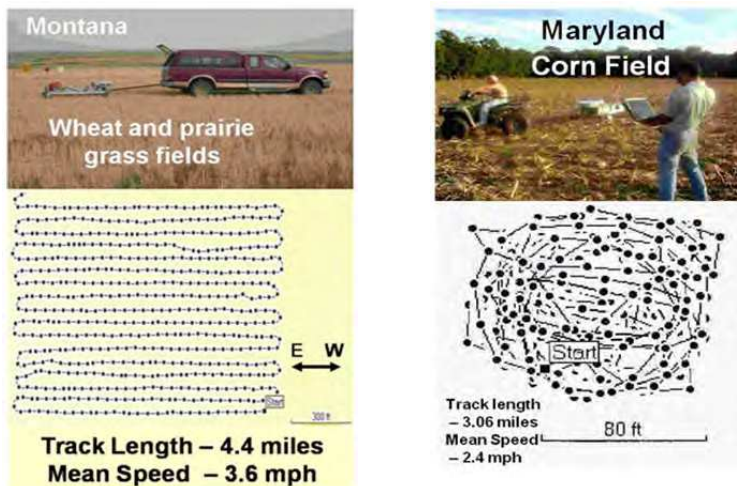 Montana
Wheat and prairie
grass fields
E W
Start
300 ft
Track Length – 4.4 miles
Mean Speed – 3.6 mph
Maryland
Corn Field
Start
Track length
– 3.06 miles
Mean Speed
– 2.4 mph
80 ft